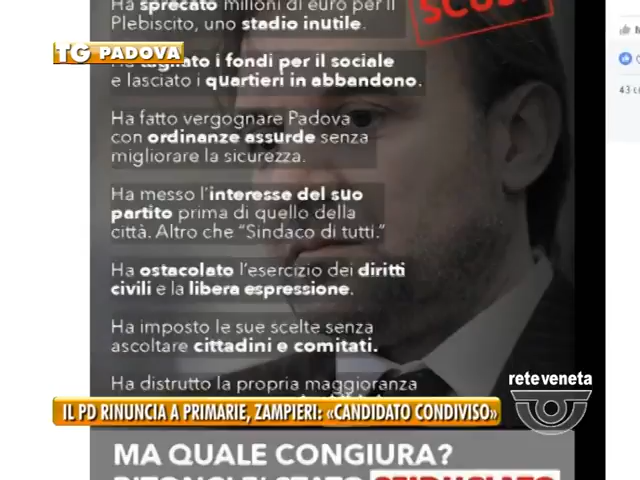 Ha sprecato milioni di euro per il
Plebiscito, uno stadio inutile.
TG PADOVA
Ha tagliato i fondi per il sociale
e lasciato i quartieri in abbandono.
43
Ha fatto vergognare Padova
con ordinanze assurde senza
migliorare la sicurezza.
Ha messo l'interesse del suo
partito prima di quello della
città. Altro che "Sindaco di tutti."
Ha ostacolato l'esercizio dei diritti
civili e la libera espressione.
Ha imposto le sue scelte senza
ascoltare cittadini e comitati.
Ha distrutto la propria maggioranza
reteveneta
IL PD RINUNCIA A PRIMARIE, ZAMPIERI: «CANDIDATO CONDIVISO»
MA QUALE CONGIURA?